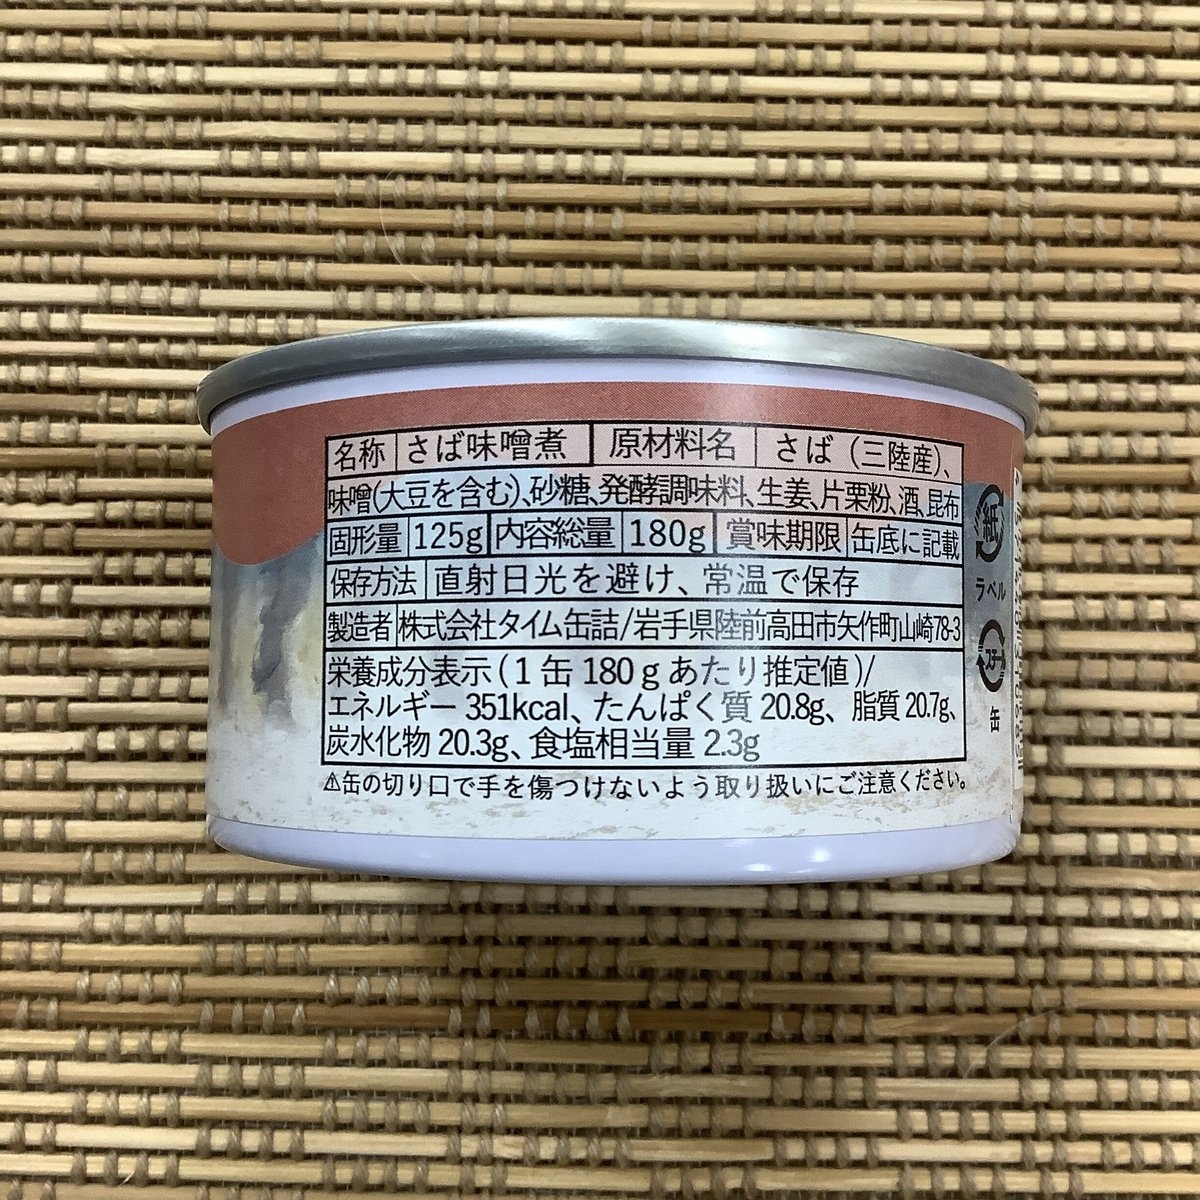 名称 さば味噌煮 原材料名 さば（三陸産）、
味噌(大豆を含む)、砂糖、発酵調味料、生姜、片栗粉、酒、昆布
固形量 125g 内容総量 180g 賞味期限 缶底に記載
保存方法 直射日光を避け、常温で保存
製造者 株式会社タイム缶詰/岩手県陸前高田市矢作町山崎78-3
栄養成分表示(1缶180gあたり推定値)/
エネルギー 351kcal、たんぱく質 20.8g、脂質 20.7g、
炭水化物 20.3g、食塩相当量 2.3g
⚠缶の切り口で手を傷つけないよう取り扱いにご注意ください。
紙
ラベル
スチール
缶